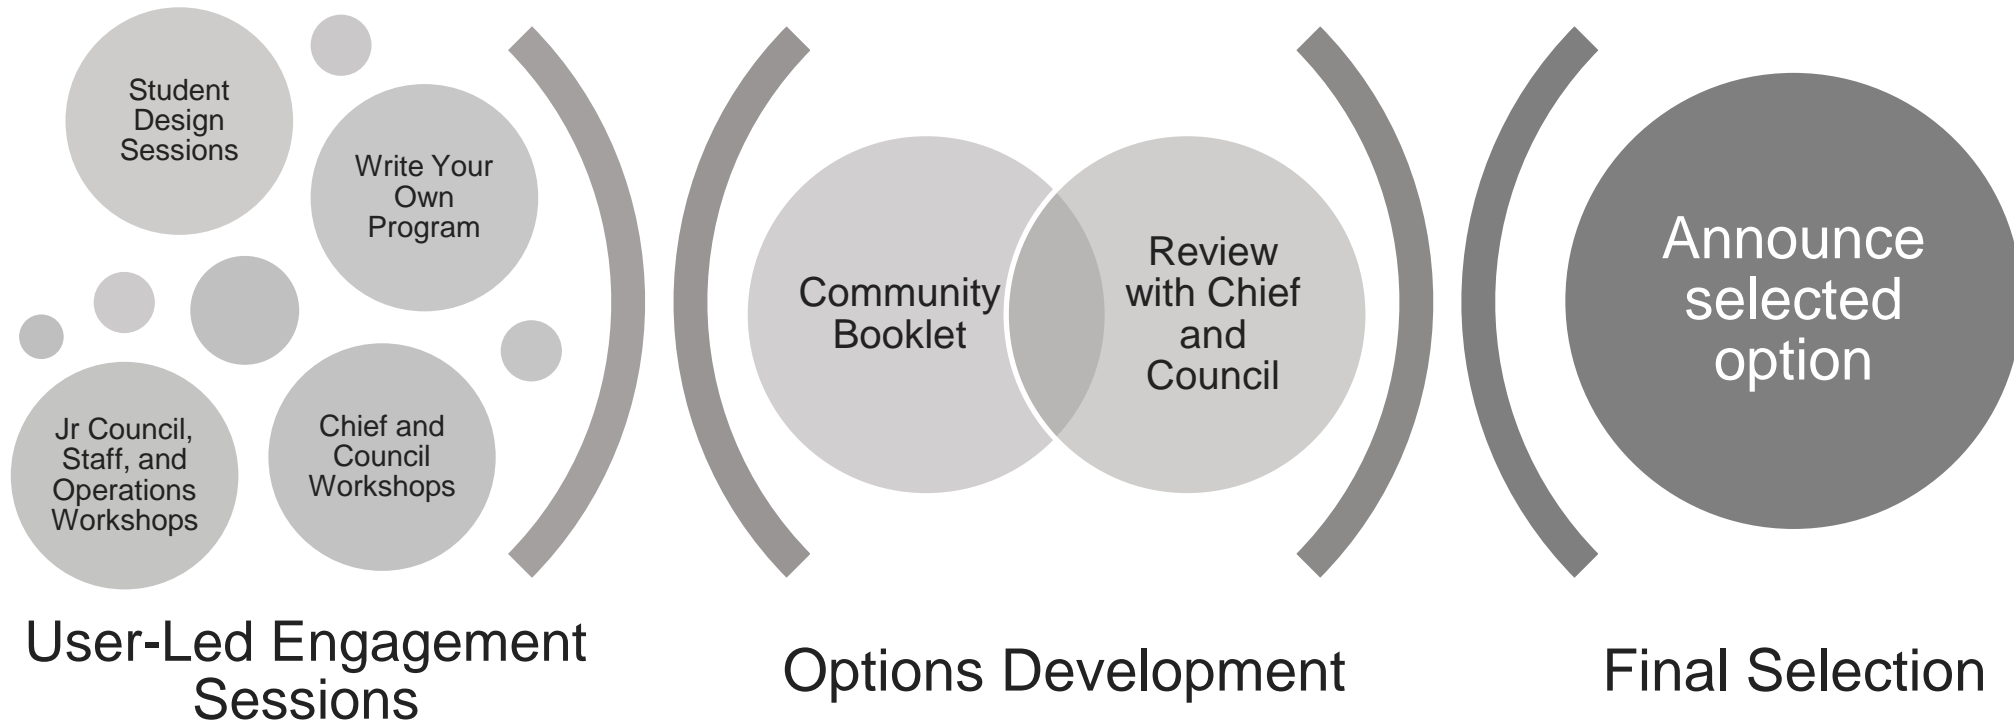 Student
Design
Sessions
Write Your
Own
Program
Jr Council,
Staff, and
Operations
Workshops
Chief and
Council
Workshops
User-Led Engagement
Sessions
Community
Booklet
Review
with Chief
and
Council
Options Development
Announce
selected
option
Final Selection